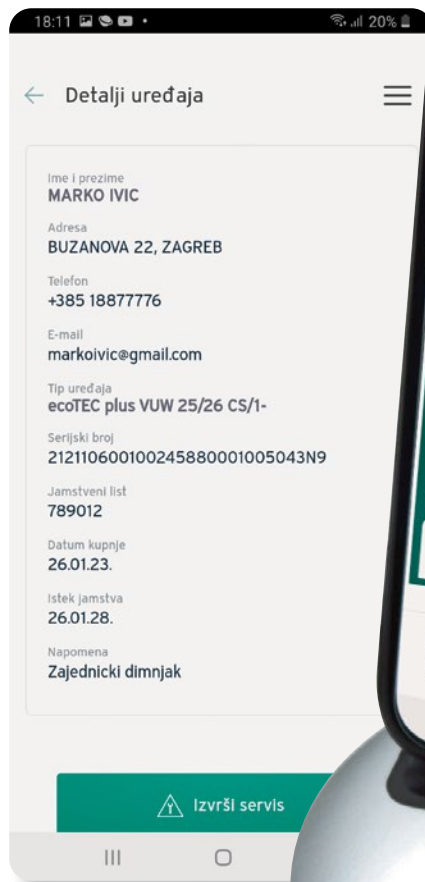 18:11
20%
Detalji uređaja
Ime i prezime
MARKO IVIC
Adresa
BUZANOVA 22, ZAGREB
Telefon
+385 18877776
E-mail
markoivic@gmail.com
Tip uređaja
ecoTEC plus VUW 25/26 CS/1-
Serijski broj
212110600100245880001005043N9
Jamstveni list
789012
Datum kupnje
26.01.23.
Istek jamstva
26.01.28.
Napomena
Zajednicki dimnjak
Izvrši servis